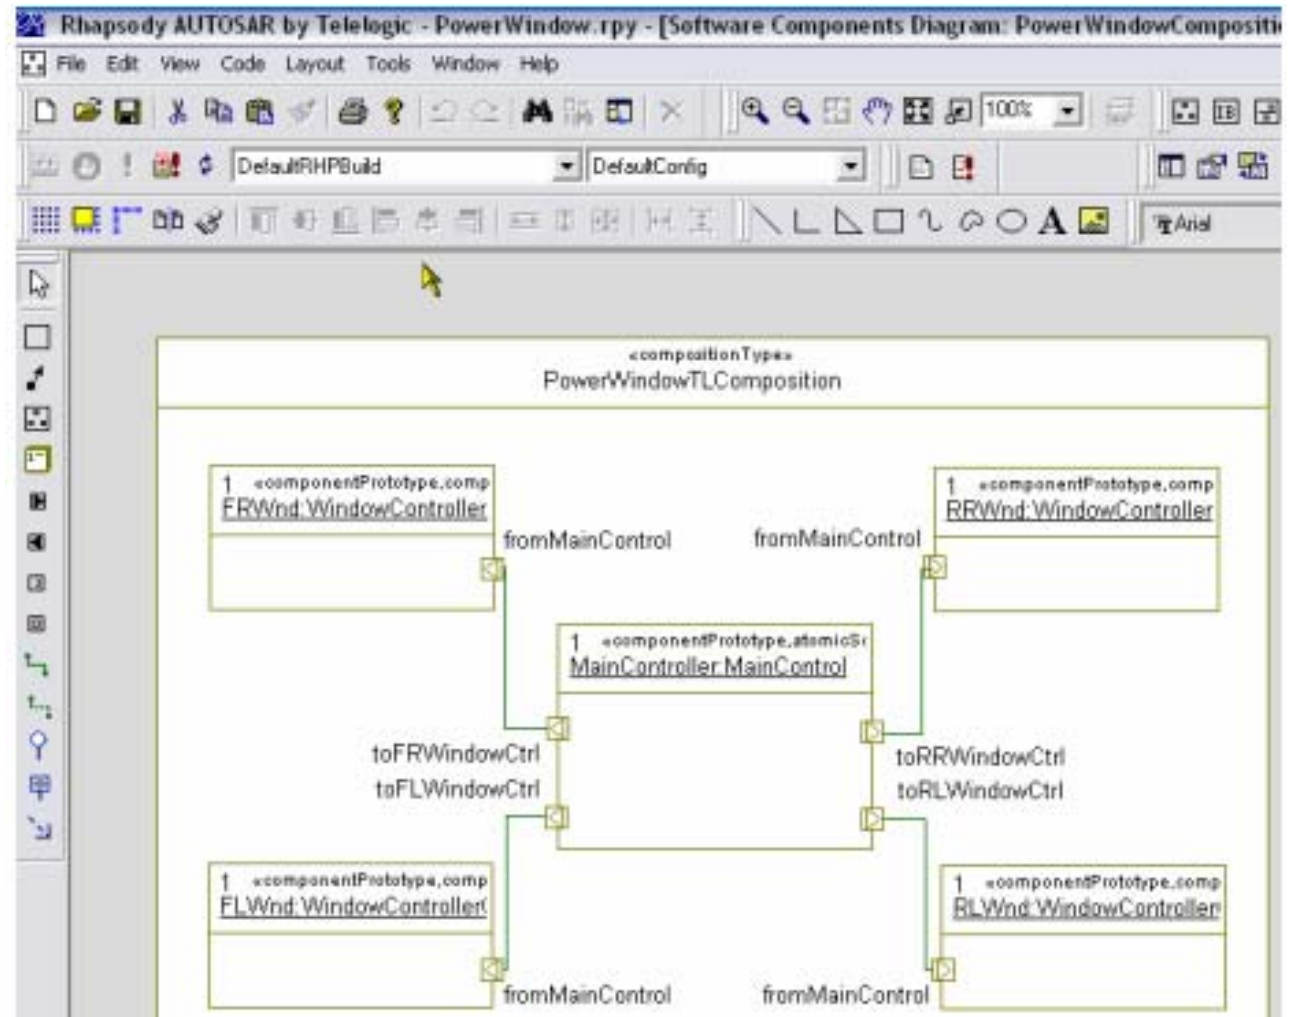 Rhapsody AUTOSAR by Telelogic - PowerWindow.rpy - [Software Components Diagram: PowerWindowCompositi
File Edit View Code Layout Tools Window Help
100%
DefaultRHPBuild DefaultConfig
A Arial
«compositionType»
PowerWindowTLComposition
1 «componentPrototype,comp
FRWnd:WindowController
1 «componentPrototype,comp
RRWnd:WindowController
fromMainControl
fromMainControl
1 «componentPrototype,atomicS
MainController:MainControl
toFRWindowCtrl
toRRWindowCtrl
toFLWindowCtrl
toRLWindowCtrl
1 «componentPrototype,comp
FLWnd:WindowController
1 «componentPrototype,comp
RLWnd:WindowController
fromMainControl
fromMainControl